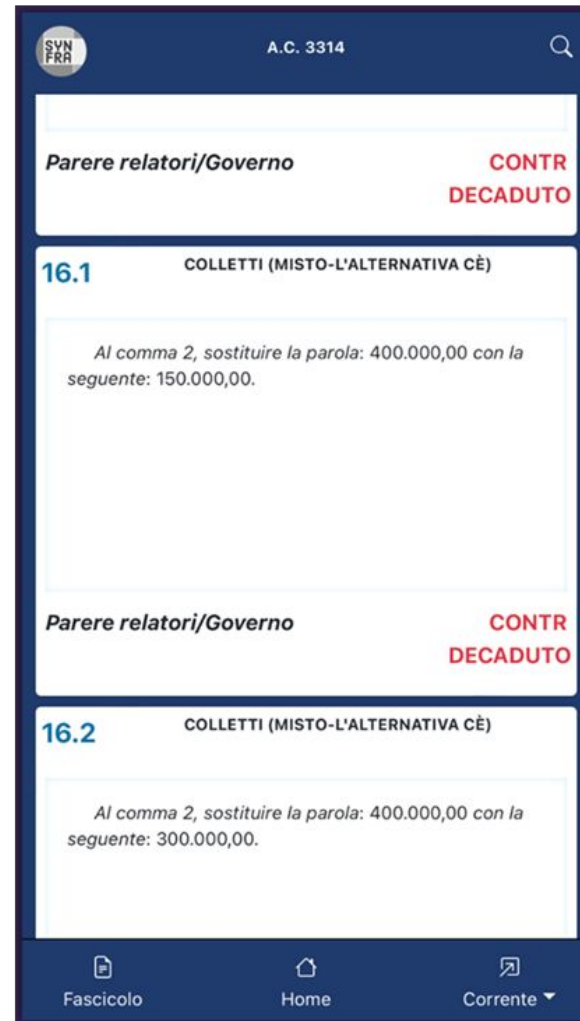 SYN
FRA
A.C. 3314
Parere relatori/Governo
CONTR
DECADUTO
16.1
COLLETTI (MISTO-L'ALTERNATIVA CÈ)
Al comma 2, sostituire la parola: 400.000,00 con la
seguente: 150.000,00.
Parere relatori/Governo
CONTR
DECADUTO
16.2
COLLETTI (MISTO-L'ALTERNATIVA CÈ)
Al comma 2, sostituire la parola: 400.000,00 con la
seguente: 300.000,00.
Fascicolo
Home
Corrente